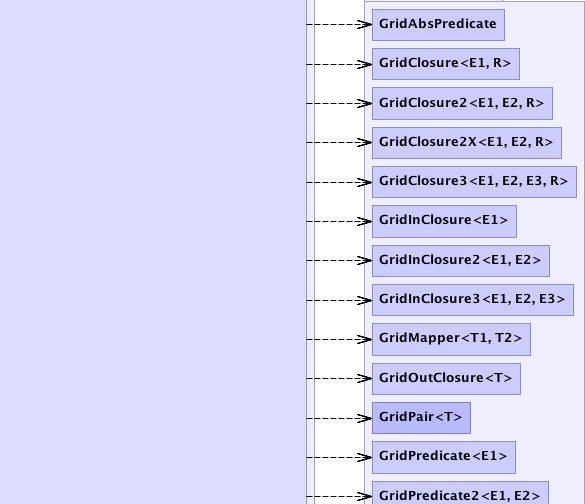 GridAbsPredicate
GridClosure<E1, R>
GridClosure2<E1, E2, R>
GridClosure2X<E1, E2, R>
GridClosure3<E1, E2, E3, R>
GridInClosure<E1>
GridInClosure2<E1, E2>
GridInClosure3<E1, E2, E3>
GridMapper<T1, T2>
GridOutClosure<T>
GridPair<T>
GridPredicate<E1>
GridPredicate2<E1, E2>